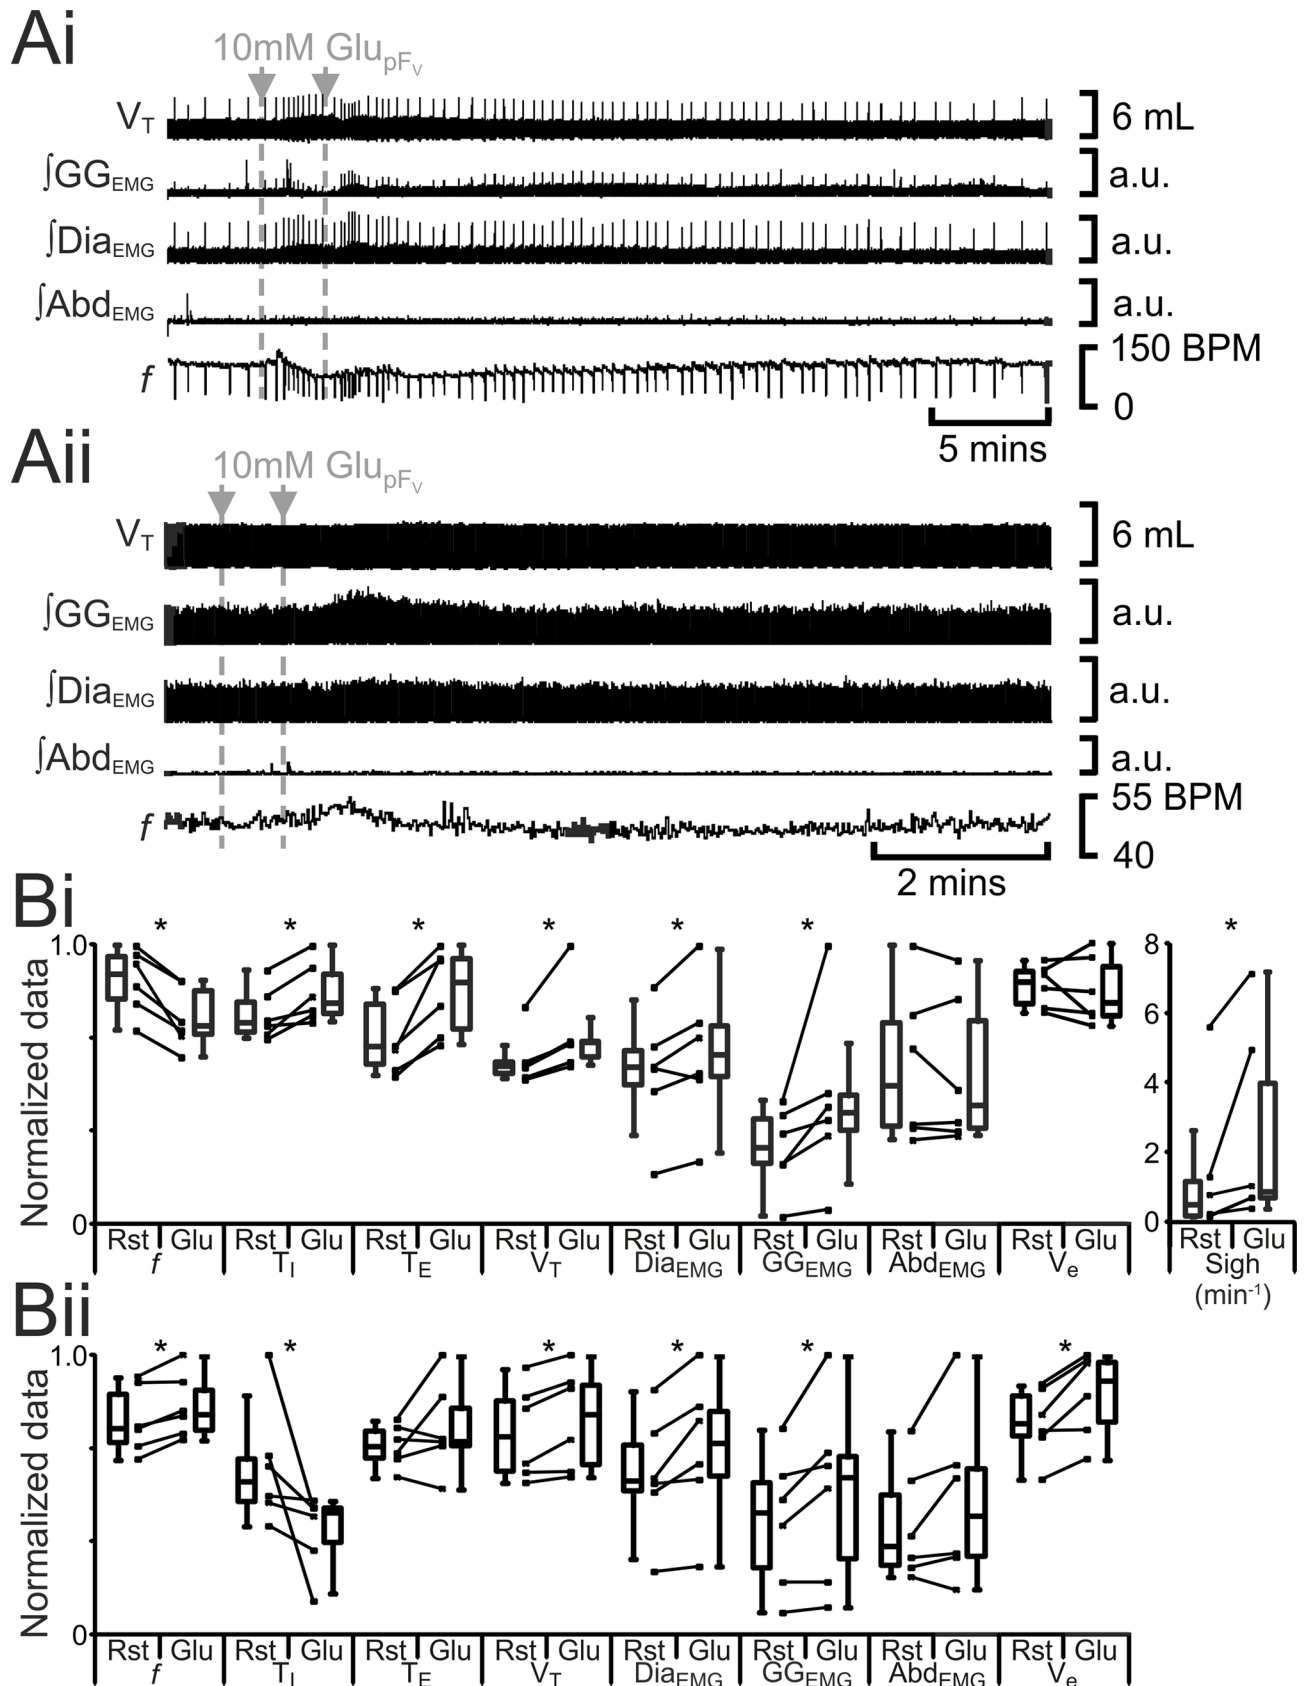 Ai
10mM GlupFV
VT 6 mL
∫GGEMG a.u.
∫DiaEMG a.u.
∫AbdEMG a.u.
f 150 BPM
0
5 mins
Aii
10mM GlupFV
VT 6 mL
∫GGEMG a.u.
∫DiaEMG a.u.
∫AbdEMG a.u.
f 55 BPM
40
2 mins
Bi
* * * * * * *
1.0 8
6
4
2
0 0
Normalized data
Rst Glu Rst Glu Rst Glu Rst Glu Rst Glu Rst Glu Rst Glu Rst Glu Rst Glu
f TI TE VT DiaEMG GGEMG AbdEMG Ve Sigh
(min-1)
Bii
* * * * * *
1.0
0
Normalized data
Rst Glu Rst Glu Rst Glu Rst Glu Rst Glu Rst Glu Rst Glu Rst Glu
f TI TE VT DiaEMG GGEMG AbdEMG Ve